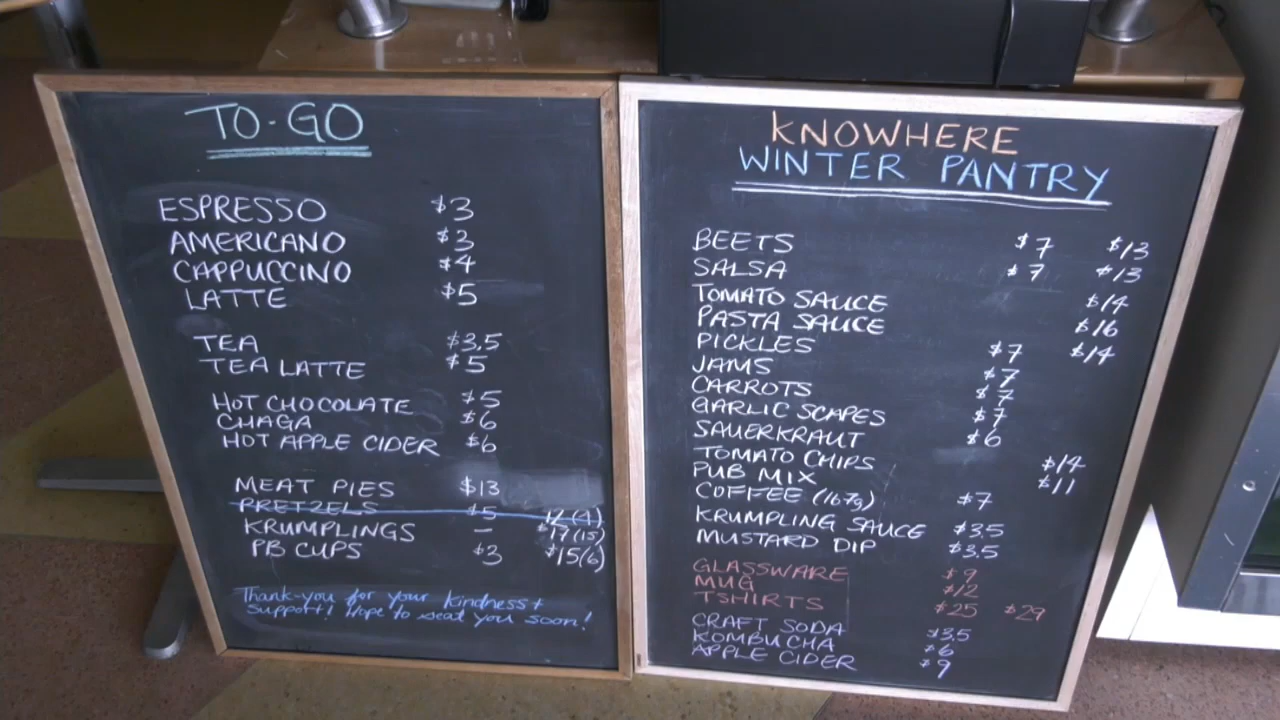 TO-GO
ESPRESSO $3
AMERICANO $3
CAPPUCCINO $4
LATTE $5
TEA $3.5
TEA LATTE $5
HOT CHOCOLATE $5
CHAGA $6
HOT APPLE CIDER $6
MEAT PIES $13
PRETZELS $5 12(4)
KRUMPLINGS — $17(15)
PB CUPS $3 $15(6)
Thank-you for your kindness +
support! Hope to seat you soon!
KNOWHERE
WINTER PANTRY
BEETS $7 $13
SALSA $7 $13
TOMATO SAUCE $14
PASTA SAUCE $16
PICKLES $7 $14
JAMS $7
CARROTS $7
GARLIC SCAPES $7
SAUERKRAUT $6
TOMATO CHIPS $14
PUB MIX $11
COFFEE (167g) $7
KRUMPLING SAUCE $3.5
MUSTARD DIP $3.5
GLASSWARE $9
MUG $12
TSHIRTS $25 $29
CRAFT SODA $3.5
KOMBUCHA $6
APPLE CIDER $9